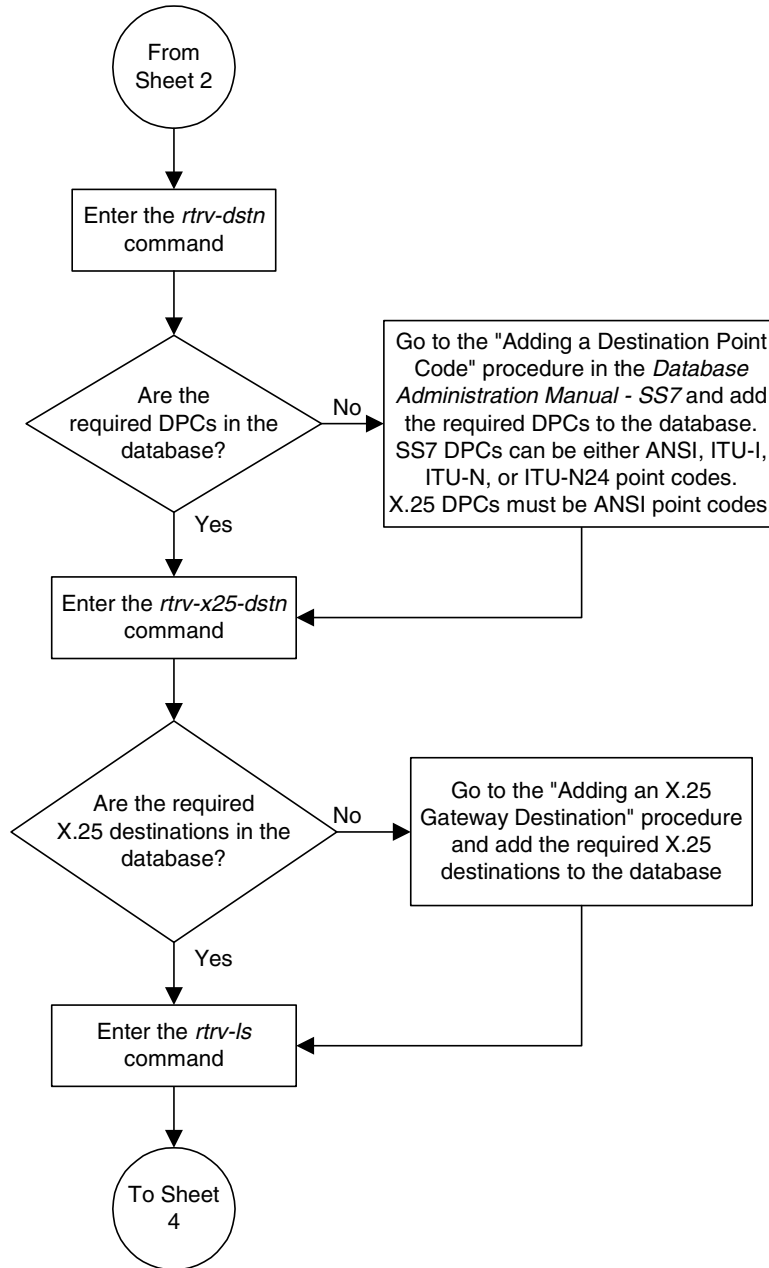 From
Sheet 2
Enter the rtrv-dstn
command
Are the
required DPCs in the
database?
No
Go to the "Adding a Destination Point
Code" procedure in the Database
Administration Manual - SS7 and add
the required DPCs to the database.
SS7 DPCs can be either ANSI, ITU-I,
ITU-N, or ITU-N24 point codes.
X.25 DPCs must be ANSI point codes
Yes
Enter the rtrv-x25-dstn
command
Are the required
X.25 destinations in the
database?
No
Go to the "Adding an X.25
Gateway Destination" procedure
and add the required X.25
destinations to the database
Yes
Enter the rtrv-ls
command
To Sheet
4